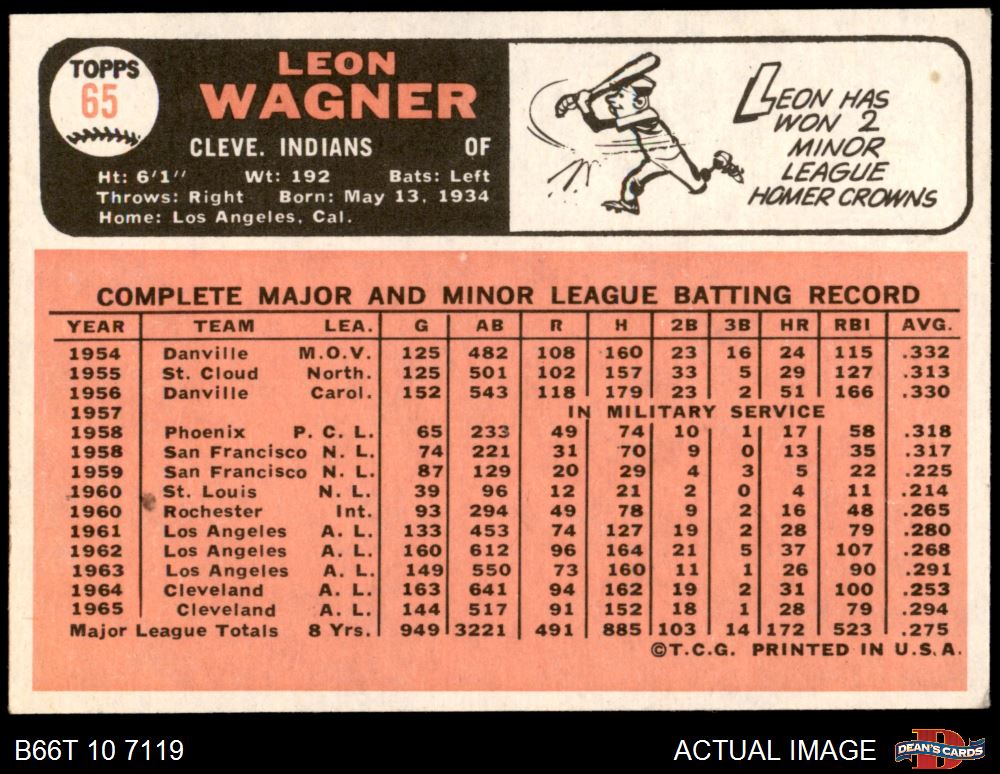 TOPPS
65
LEON
WAGNER
CLEVE. INDIANS OF
Ht: 6'1" Wt: 192 Bats: Left
Throws: Right Born: May 13, 1934
Home: Los Angeles, Cal.
LEON HAS
WON 2
MINOR
LEAGUE
HOMER CROWNS
COMPLETE MAJOR AND MINOR LEAGUE BATTING RECORD
YEAR TEAM LEA. G AB R H 2B 3B HR RBI AVG.
1954 Danville M.O.V. 125 482 108 160 23 16 24 115 .332
1955 St. Cloud North. 125 501 102 157 33 5 29 127 .313
1956 Danville Carol. 152 543 118 179 23 2 51 166 .330
1957 IN MILITARY SERVICE
1958 Phoenix P. C. L. 65 233 49 74 10 1 17 58 .318
1958 San Francisco N. L. 74 221 31 70 9 0 13 35 .317
1959 San Francisco N. L. 87 129 20 29 4 3 5 22 .225
1960 St. Louis N. L. 39 96 12 21 2 0 4 11 .214
1960 Rochester Int. 93 294 49 78 9 2 16 48 .265
1961 Los Angeles A. L. 133 453 74 127 19 2 28 79 .280
1962 Los Angeles A. L. 160 612 96 164 21 5 37 107 .268
1963 Los Angeles A. L. 149 550 73 160 11 1 26 90 .291
1964 Cleveland A. L. 163 641 94 162 19 2 31 100 .253
1965 Cleveland A. L. 144 517 91 152 18 1 28 79 .294
Major League Totals 8 Yrs. 949 3221 491 885 103 14 172 523 .275
©T.C.G. PRINTED IN U.S.A.
B66T 10 7119
ACTUAL IMAGE
DEAN'S CARDS